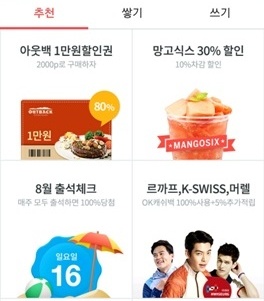 추천 쌓기 쓰기
아웃백 1만원할인권
2000p로 구매하자
OUTBACK
80%
1만원
망고식스 30% 할인
10%차감 할인
MANGOSIX
8월 출석체크
매주 모두 출석하면 100%당첨
일요일
16
르까프,K-SWISS,머렐
OK캐쉬백 100%사용+5%추가적립